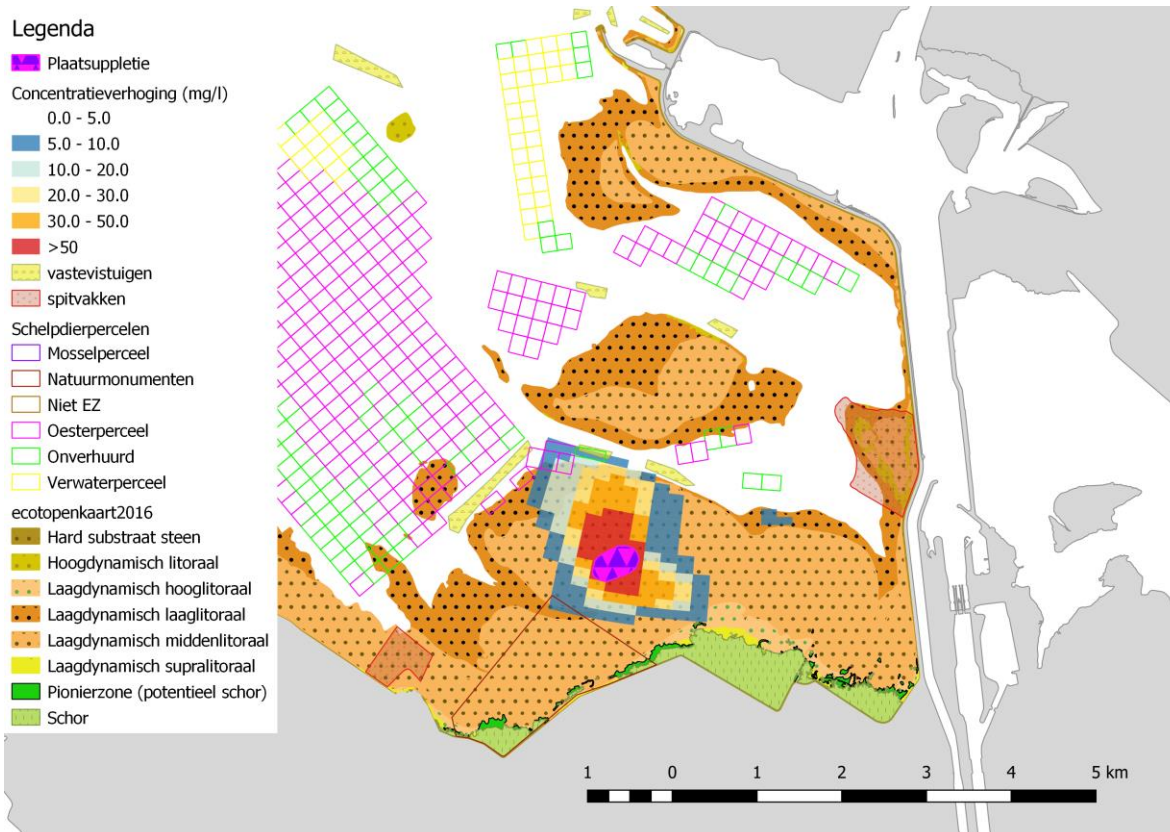 Legenda
Plaatsuppletie
Concentratieverhoging (mg/l)
0.0 - 5.0
5.0 - 10.0
10.0 - 20.0
20.0 - 30.0
30.0 - 50.0
>50
vastevistuigen
spitvakken
Schelpdierpercelen
Mosselperceel
Natuurmonumenten
Niet EZ
Oesterperceel
Onverhuurd
Verwaterperceel
ecotopenkaart2016
Hard substraat steen
Hoogdynamisch litoraal
Laagdynamisch hooglitoraal
Laagdynamisch laaglitoraal
Laagdynamisch middenlitoraal
Laagdynamisch supralitoraal
Pionierzone (potentieel schor)
Schor
1 0 1 2 3 4 5 km